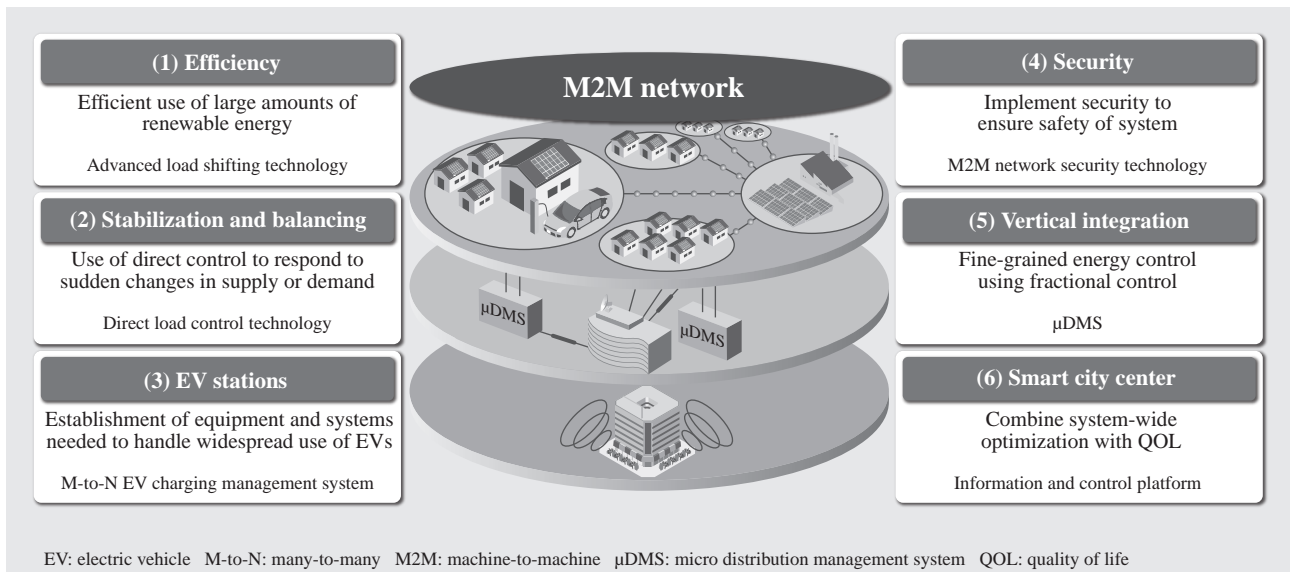 (1) Efficiency
Efficient use of large amounts of
renewable energy
Advanced load shifting technology
(2) Stabilization and balancing
Use of direct control to respond to
sudden changes in supply or demand
Direct load control technology
(3) EV stations
Establishment of equipment and systems
needed to handle widespread use of EVs
M-to-N EV charging management system
M2M network
μDMS
μDMS
(4) Security
Implement security to
ensure safety of system
M2M network security technology
(5) Vertical integration
Fine-grained energy control
using fractional control
μDMS
(6) Smart city center
Combine system-wide
optimization with QOL
Information and control platform
EV: electric vehicle M-to-N: many-to-many M2M: machine-to-machine μDMS: micro distribution management system QOL: quality of life